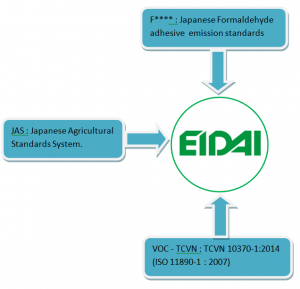 F**** : Japanese Formaldehyde
adhesive emission standards
JAS : Japanese Agricultural
Standards System.
EIDAI
VOC - TCVN : TCVN 10370-1:2014
(ISO 11890-1 : 2007)